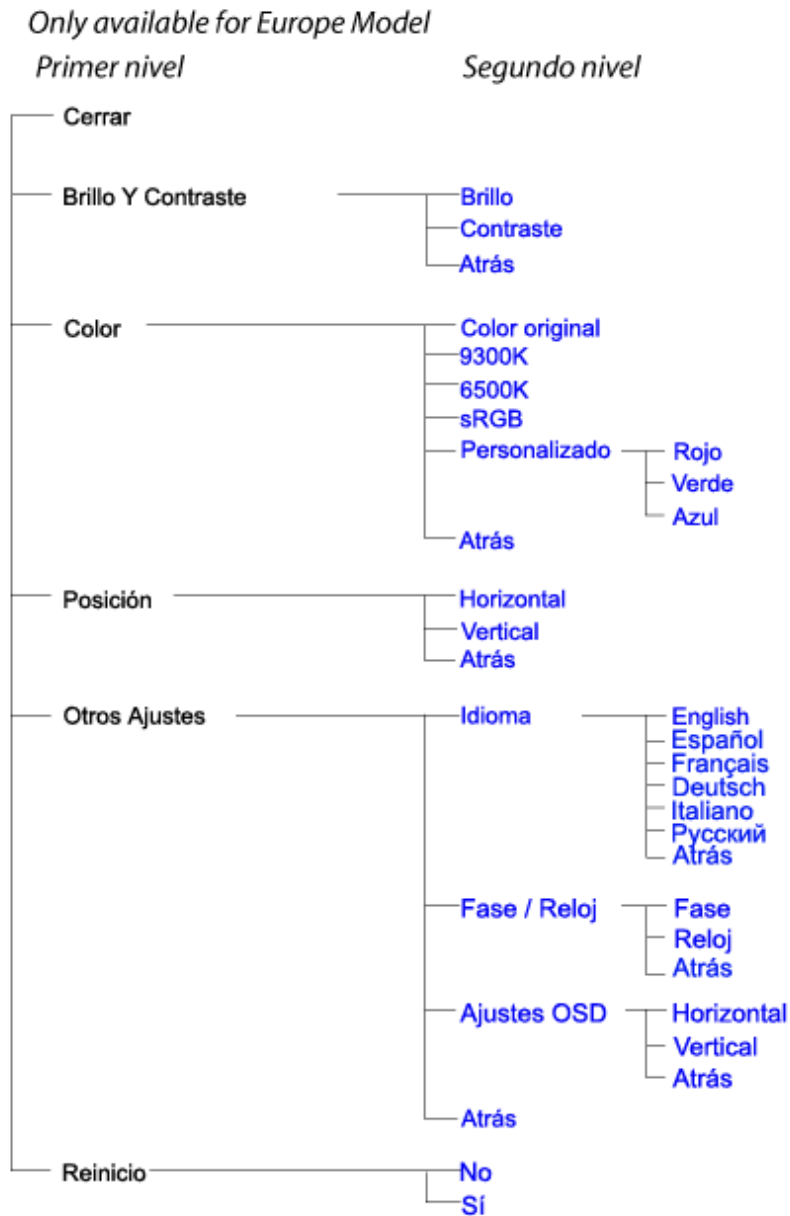 Only available for Europe Model
Primer nivel Segundo nivel
Cerrar
Brillo Y Contraste Brillo
Contraste
Atrás
Color Color original
9300K
6500K
sRGB
Personalizado Rojo
Verde
Azul
Atrás
Posición Horizontal
Vertical
Atrás
Otros Ajustes Idioma English
Español
Français
Deutsch
Italiano
Русский
Atrás
Fase / Reloj Fase
Reloj
Atrás
Ajustes OSD Horizontal
Vertical
Atrás
Atrás
Reinicio No
Sí